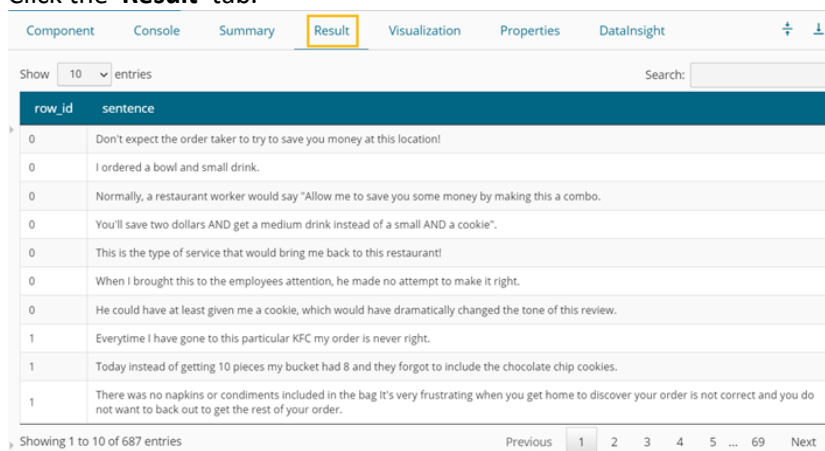 Click the "Result" tab.
Component Console Summary Result Visualization Properties DataInsight
Show 10 entries Search:
row_id sentence
0 Don't expect the order taker to try to save you money at this location!
0 I ordered a bowl and small drink.
0 Normally, a restaurant worker would say "Allow me to save you some money by making this a combo.
0 You'll save two dollars AND get a medium drink instead of a small AND a cookie".
0 This is the type of service that would bring me back to this restaurant!
0 When I brought this to the employees attention, he made no attempt to make it right.
0 He could have at least given me a cookie, which would have dramatically changed the tone of this review.
1 Everytime I have gone to this particular KFC my order is never right.
1 Today instead of getting 10 pieces my bucket had 8 and they forgot to include the chocolate chip cookies.
1 There was no napkins or condiments included in the bag It's very frustrating when you get home to discover your order is not correct and you do
not want to back out to get the rest of your order.
Showing 1 to 10 of 687 entries Previous 1 2 3 4 5 ... 69 Next